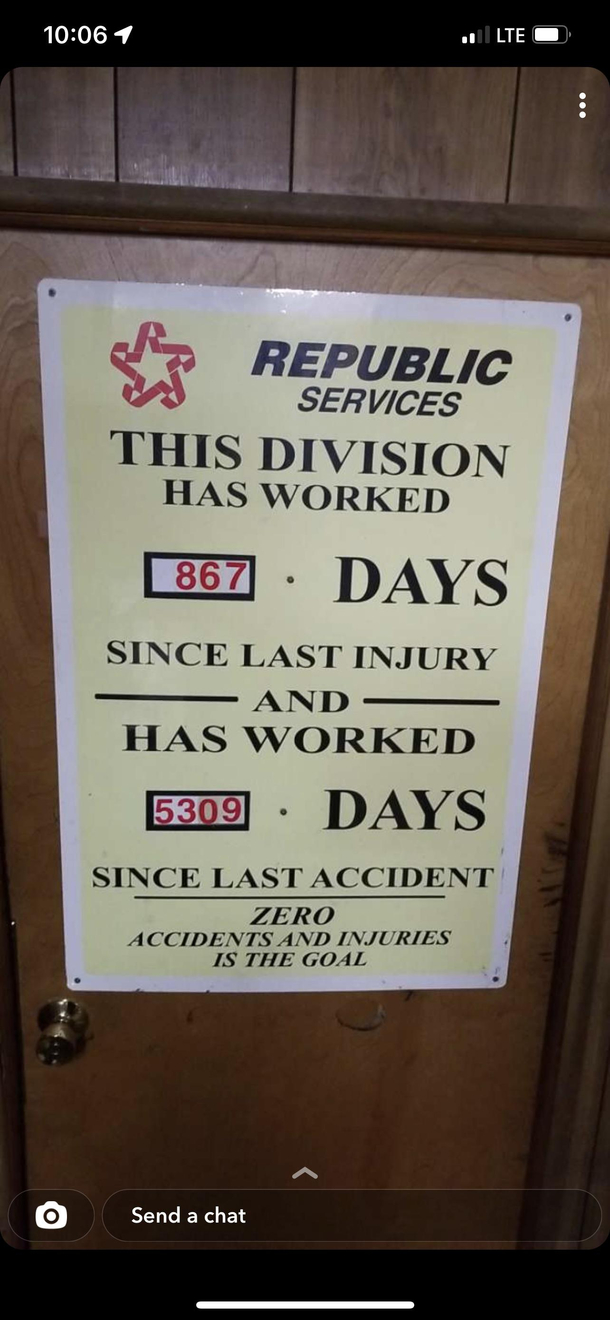 10:06
LTE
REPUBLIC
SERVICES
THIS DIVISION
HAS WORKED
867 DAYS
SINCE LAST INJURY
AND
HAS WORKED
5309 DAYS
SINCE LAST ACCIDENT
ZERO
ACCIDENTS AND INJURIES
IS THE GOAL
Send a chat